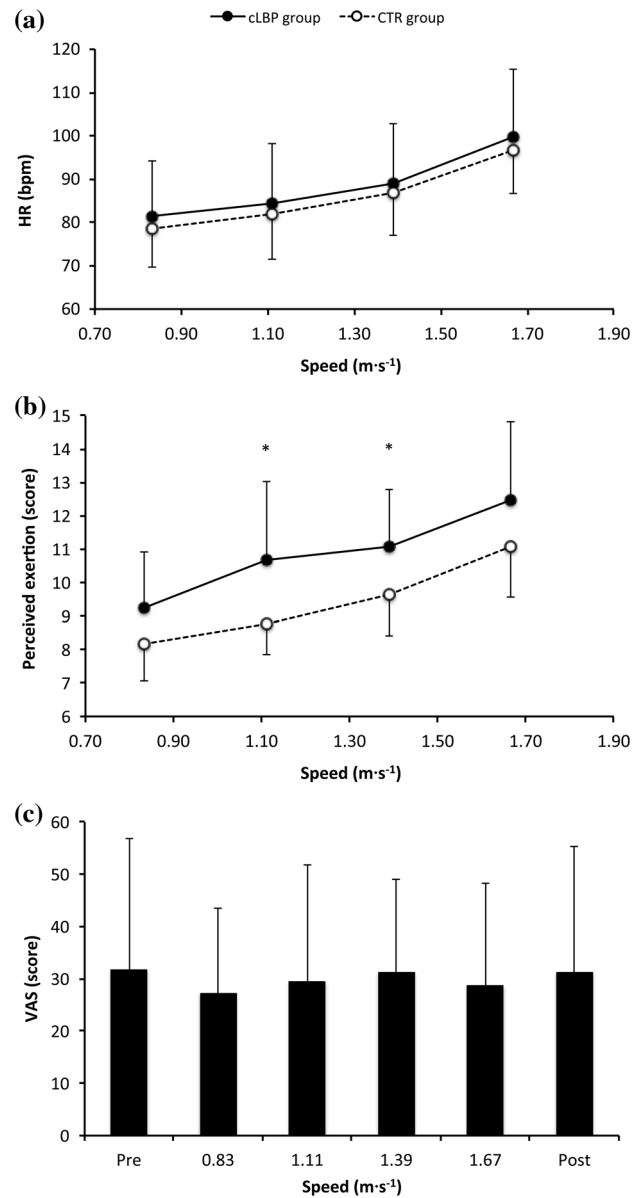 (a) cLBP group CTR group
120
110
100
90
80
70
60
HR (bpm)
0.70 0.90 1.10 1.30 1.50 1.70 1.90
Speed (m·s-1)
(b)
15
14
13
12
11
10
9
8
7
6
Perceived exertion (score)
* *
0.70 0.90 1.10 1.30 1.50 1.70 1.90
Speed (m·s-1)
(c)
60
50
40
30
20
10
0
VAS (score)
Pre 0.83 1.11 1.39 1.67 Post
Speed (m·s-1)